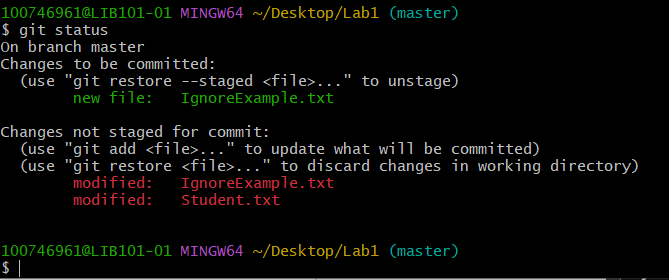 100746961@LIB101-01 MINGW64 ~/Desktop/Lab1 (master)
$ git status
On branch master
Changes to be committed:
  (use "git restore --staged <file>..." to unstage)
        new file:   IgnoreExample.txt

Changes not staged for commit:
  (use "git add <file>..." to update what will be committed)
  (use "git restore <file>..." to discard changes in working directory)
        modified:   IgnoreExample.txt
        modified:   Student.txt

100746961@LIB101-01 MINGW64 ~/Desktop/Lab1 (master)
$